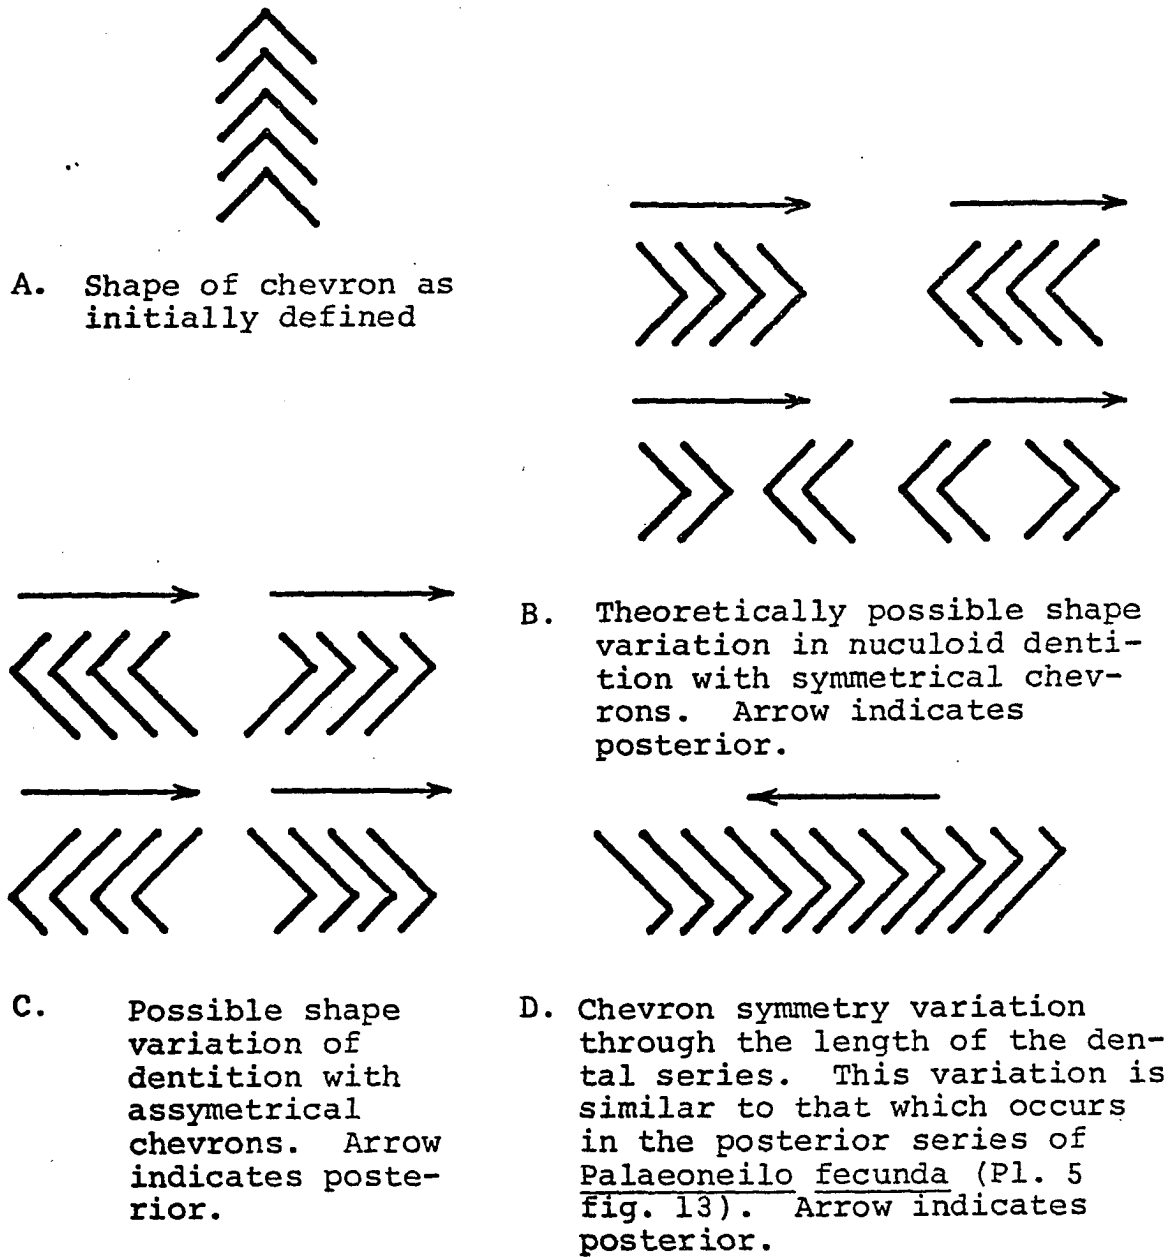 A. Shape of chevron as
initially defined
B. Theoretically possible shape
variation in nuculoid denti-
tion with symmetrical chev-
rons. Arrow indicates
posterior.
C. Possible shape
variation of
dentition with
assymetrical
chevrons. Arrow
indicates poste-
rior.
D. Chevron symmetry variation
through the length of the den-
tal series. This variation is
similar to that which occurs
in the posterior series of
Palaeoneilo fecunda (Pl. 5
fig. 13). Arrow indicates
posterior.